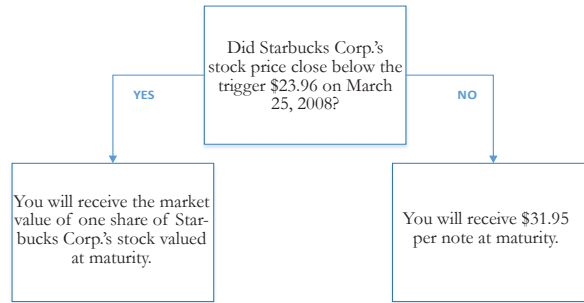 Did Starbucks Corp.'s
stock price close below the
trigger $23.96 on March
25, 2008?
YES
NO
You will receive the market
value of one share of Star-
bucks Corp.'s stock valued
at maturity.
You will receive $31.95
per note at maturity.